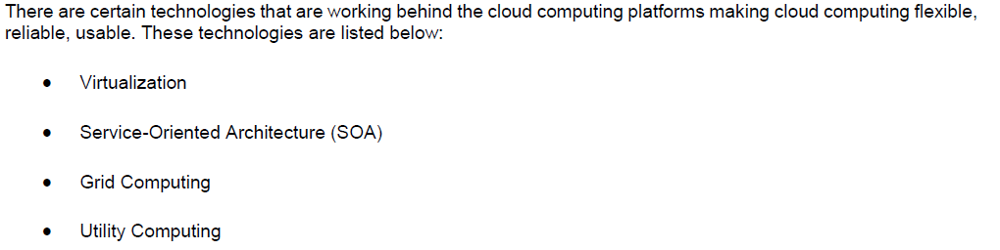 There are certain technologies that are working behind the cloud computing platforms making cloud computing flexible,
reliable, usable. These technologies are listed below:
• Virtualization
• Service-Oriented Architecture (SOA)
• Grid Computing
• Utility Computing